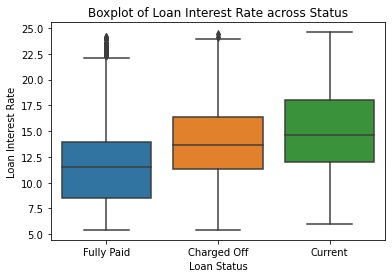 Boxplot of Loan Interest Rate across Status
25.0
22.5
20.0
17.5
15.0
12.5
10.0
7.5
5.0
Loan Interest Rate
Fully Paid Charged Off Current
Loan Status